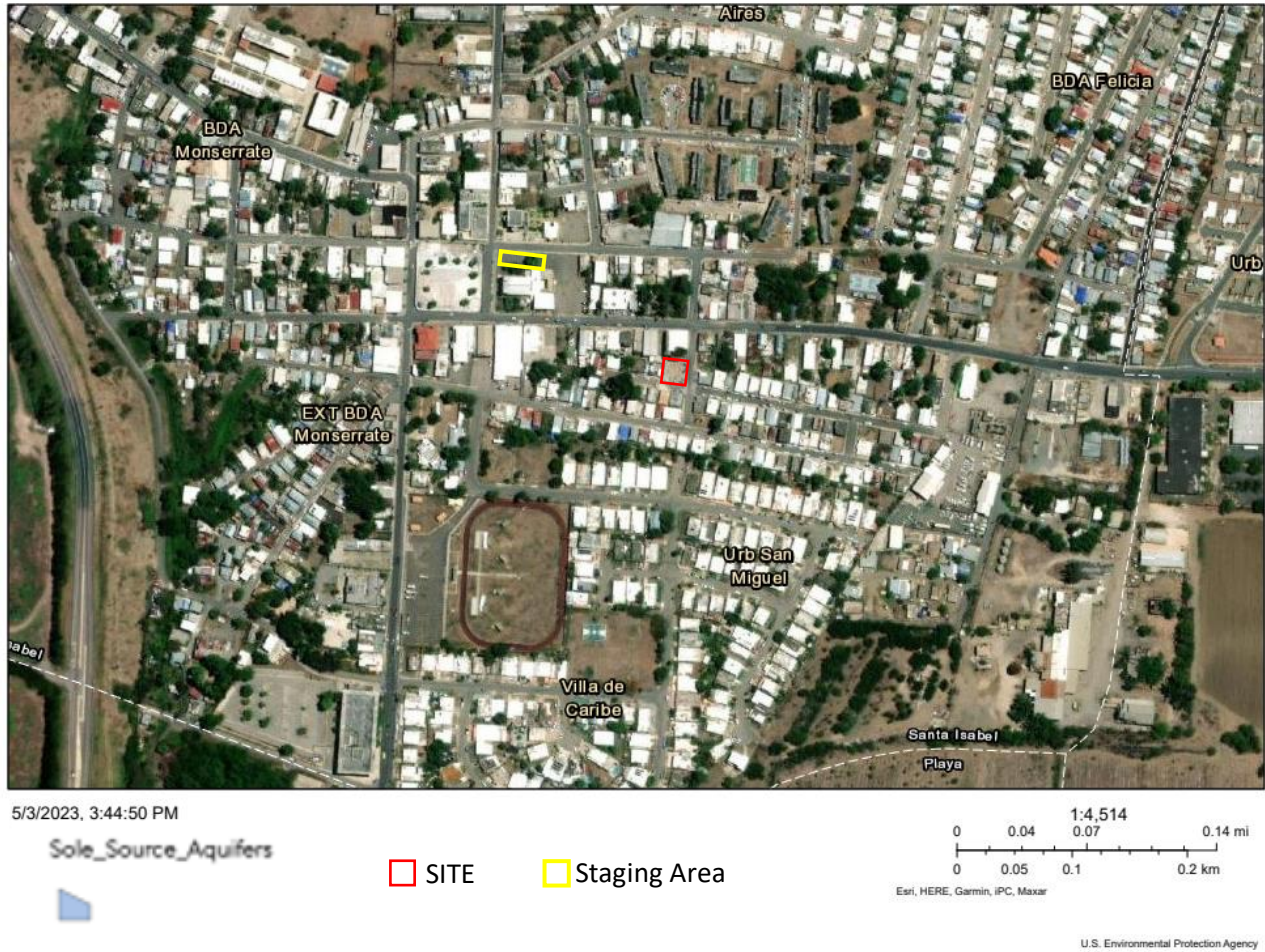 Aires
BDA Felicia
BDA
Monserrate
Urb
EXT BDA
Monserrate
Urb San
Miguel
abel
Villa de
Caribe
Santa Isabel
Playa
5/3/2023, 3:44:50 PM
Sole_Source_Aquifers
SITE
Staging Area
1:4,514
0 0.04 0.07 0.14 mi
0 0.05 0.1 0.2 km
Esri, HERE, Garmin, iPC, Maxar
U.S. Environmental Protection Agency